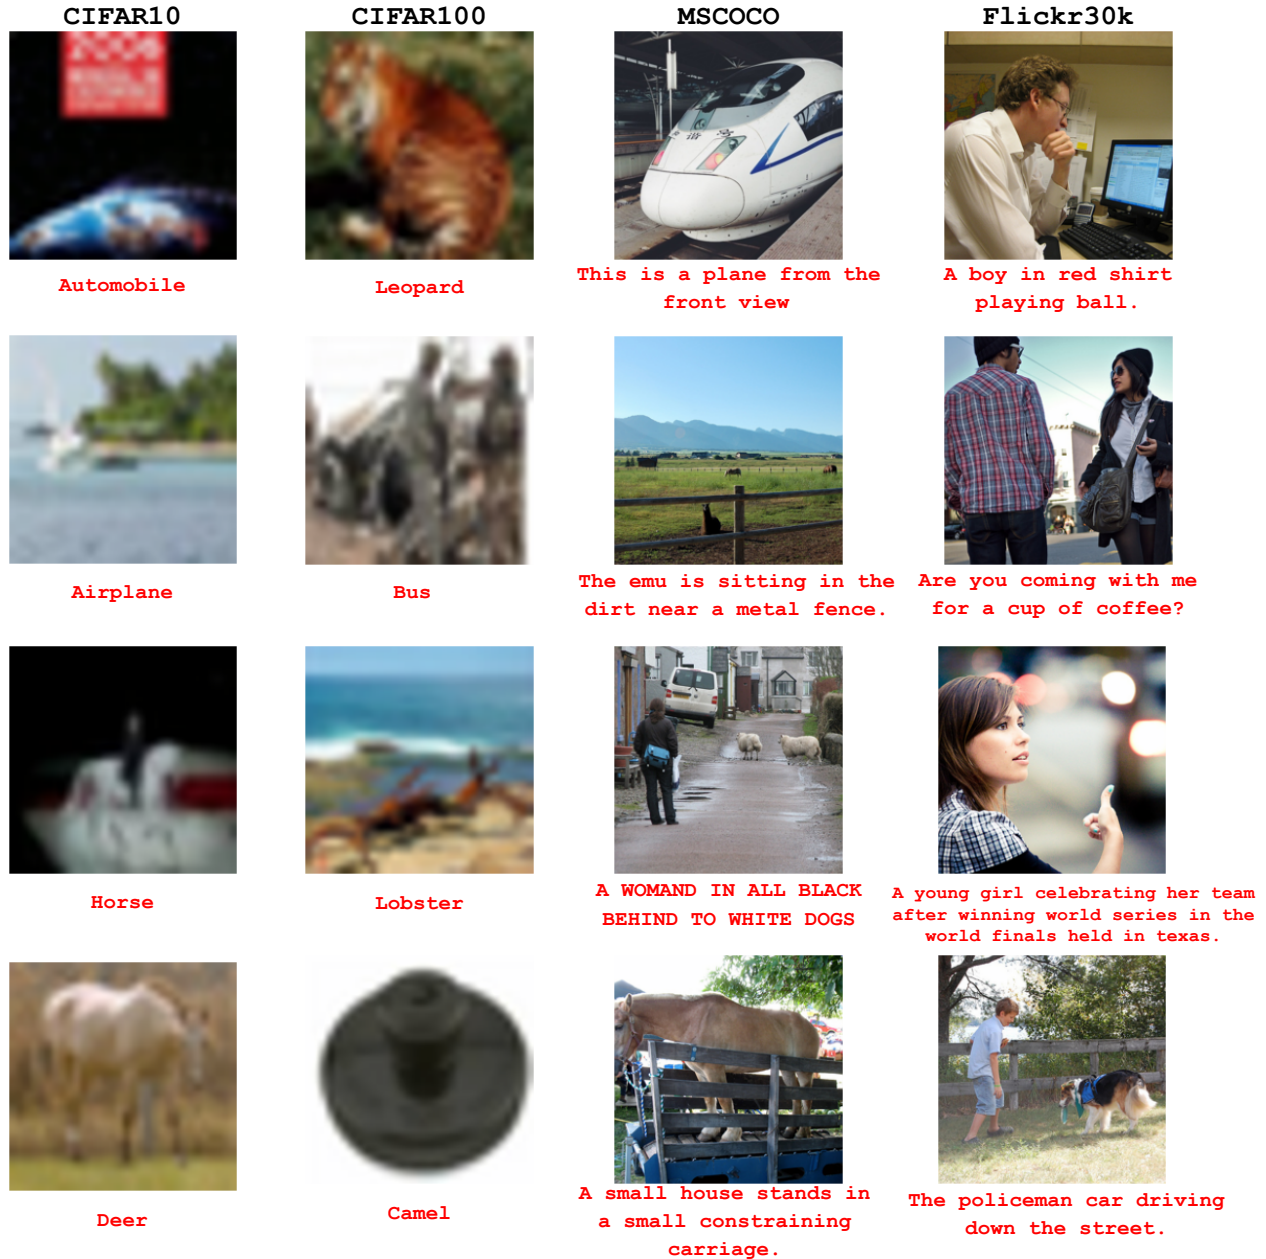 CIFAR10
CIFAR100
MSCOCO
Flickr30k
2006
Automobile
Leopard
This is a plane from the
front view
A boy in red shirt
playing ball.
Airplane
Bus
The emu is sitting in the
dirt near a metal fence.
Are you coming with me
for a cup of coffee?
Horse
Lobster
A WOMAND IN ALL BLACK
BEHIND TO WHITE DOGS
A young girl celebrating her team
after winning world series in the
world finals held in texas.
Deer
Camel
A small house stands in
a small constraining
carriage.
The policeman car driving
down the street.